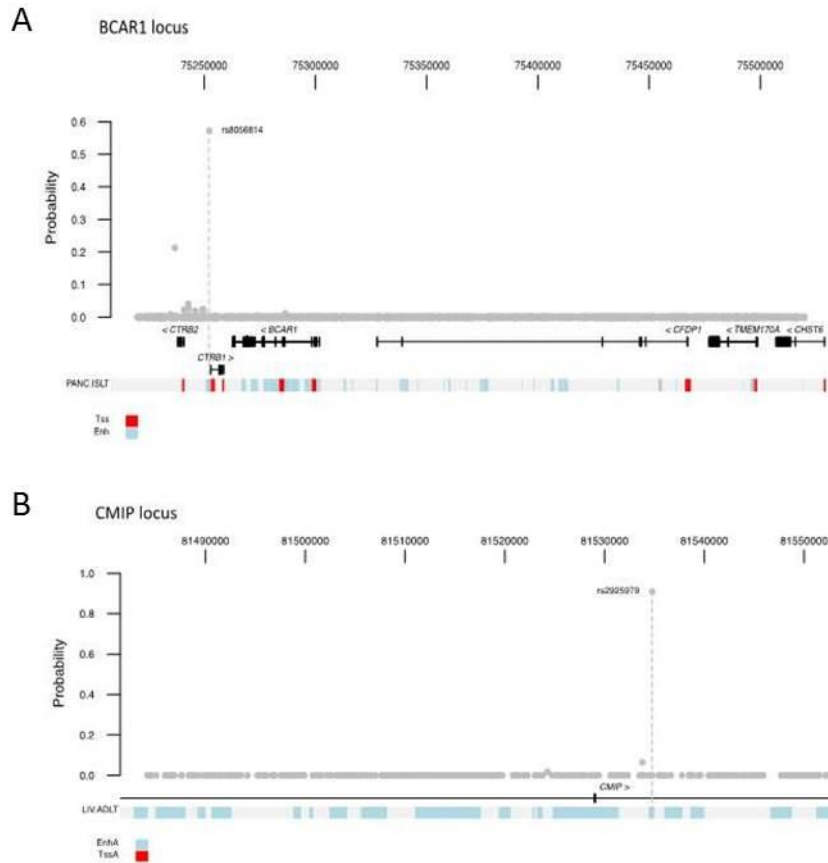 A
BCAR1 locus
75250000 75300000 75350000 75400000 75450000 75500000
0.6
0.5
0.4
0.3
0.2
0.1
0.0
Probability
rs8056814
< CTRB2 < BCAR1 < CFDP1 < TMEM170A < CHST6
CTRB1 >
PANC.ISLT
Tss
Enh
B
CMIP locus
81490000 81500000 81510000 81520000 81530000 81540000 81550000
1.0
0.8
0.6
0.4
0.2
0.0
Probability
rs2925979
CMIP >
LIV.ADLT
EnhA
TssA